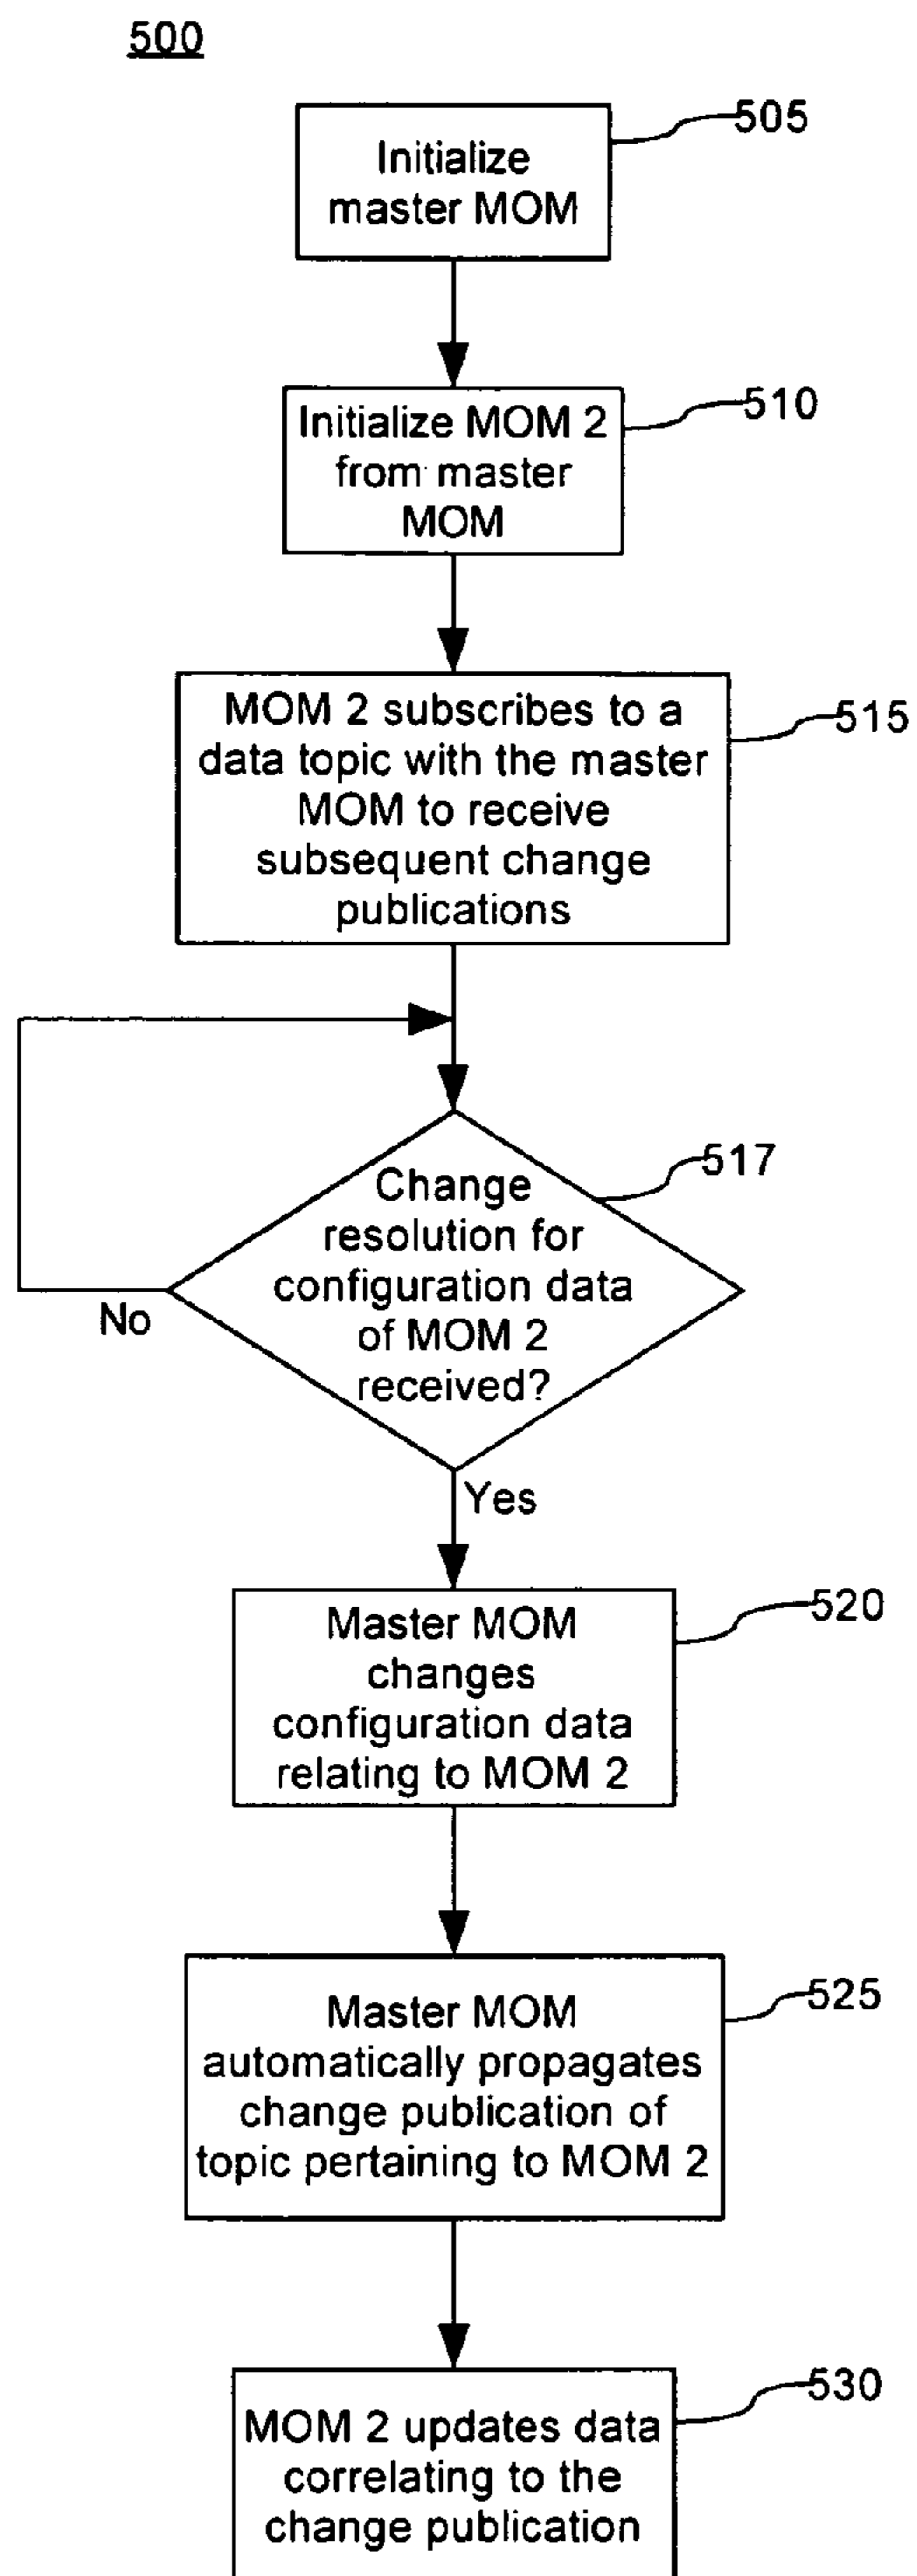 500
505
Initialize
master MOM
510
Initialize MOM 2
from master
MOM
515
MOM 2 subscribes to a
data topic with the master
MOM to receive
subsequent change
publications
517
Change
resolution for
configuration data
of MOM 2
received?
No
Yes
520
Master MOM
changes
configuration data
relating to MOM 2
525
Master MOM
automatically propagates
change publication of
topic pertaining to MOM 2
530
MOM 2 updates data
correlating to the
change publication